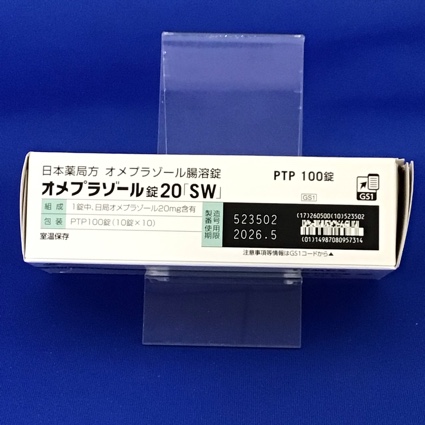 日本薬局方 オメプラゾール腸溶錠
オメプラゾール錠20「SW」
PTP 100錠
GS1
GS1
組成 1錠中、日局オメプラゾール20mg含有
包装 PTP100錠(10錠×10)
室温保存
製造番号 523502
使用期限 2026.5
(17)260500(10)523502
(01)14987080957314
注意事項等情報はGS1コードから▲